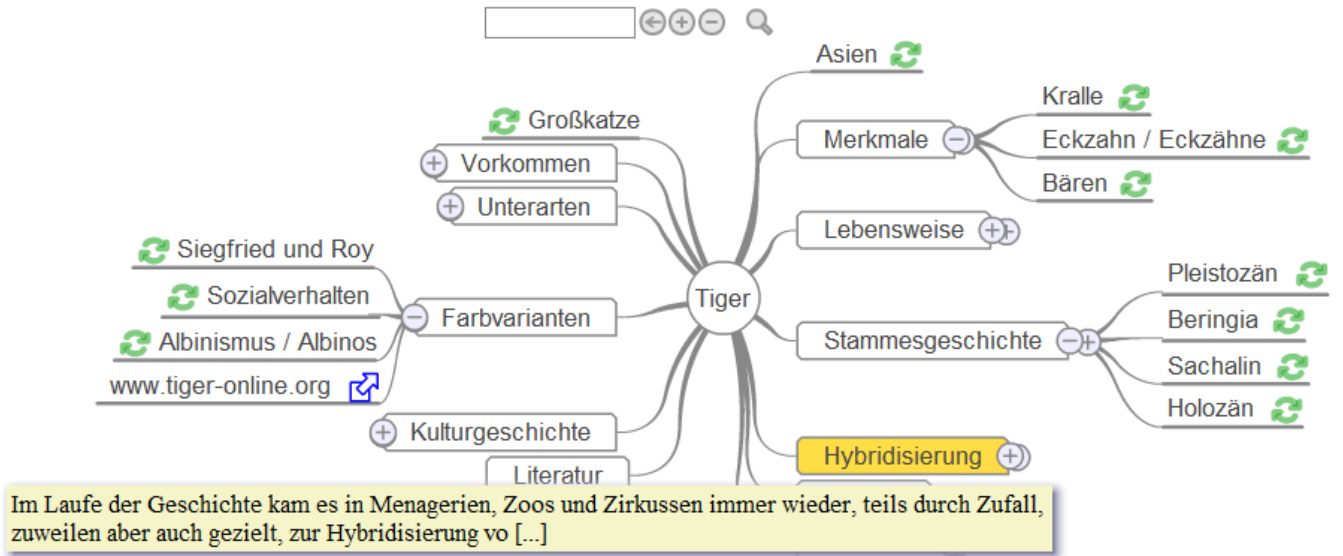 Asien
Kralle
Großkatze
Merkmale
Eckzahn / Eckzähne
Vorkommen
Bären
Unterarten
Lebensweise
Siegfried und Roy
Pleistozän
Sozialverhalten
Tiger
Farbvarianten
Beringia
Albinismus / Albinos
Stammesgeschichte
Sachalin
www.tiger-online.org
Holozän
Kulturgeschichte
Hybridisierung
Literatur
Im Laufe der Geschichte kam es in Menagerien, Zoos und Zirkussen immer wieder, teils durch Zufall,
zuweilen aber auch gezielt, zur Hybridisierung vo [...]